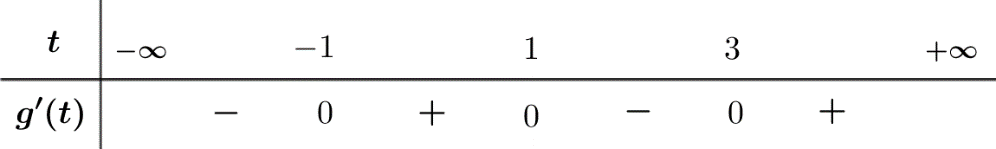 t −∞ −1 1 3 +∞
g′(t) − 0 + 0 − 0 +